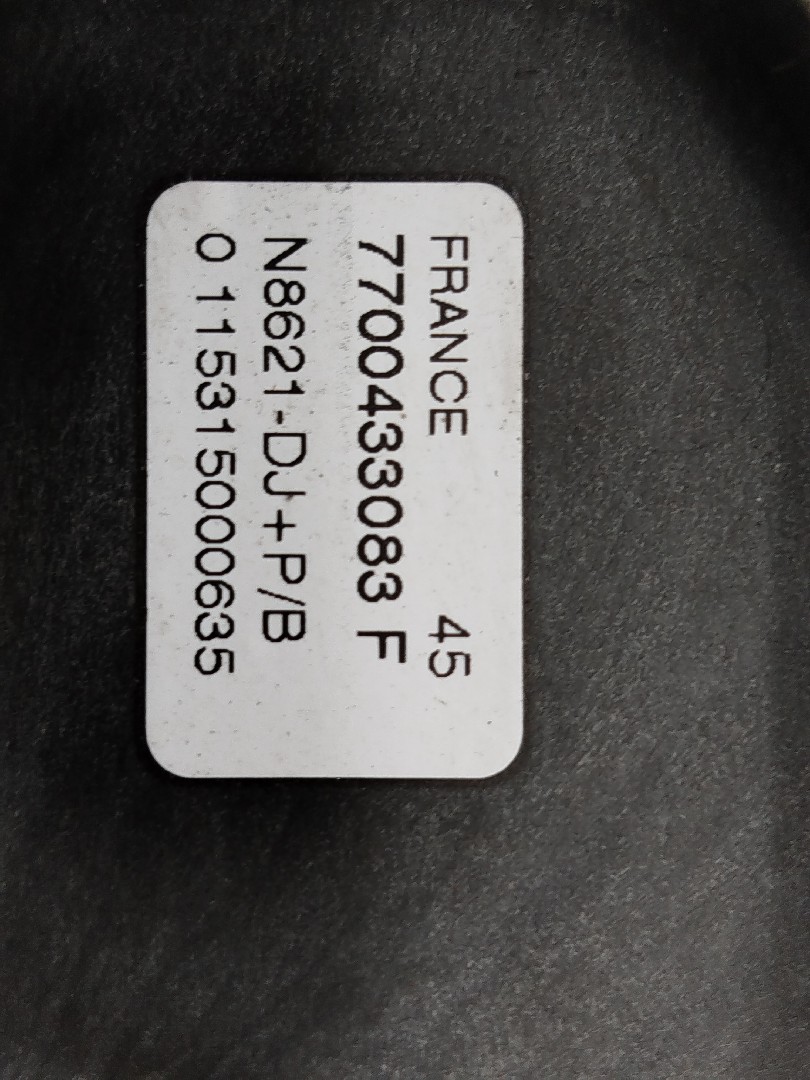 FRANCE 45
7700433083 F
N8621-DJ+P/B
0 115315000635